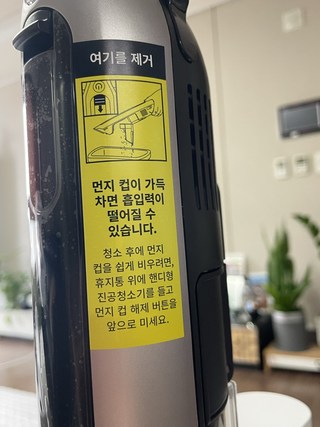 여기를 제거
먼지 컵이 가득
차면 흡입력이
떨어질 수
있습니다.
청소 후에 먼지
컵을 쉽게 비우려면,
휴지통 위에 핸디형
진공청소기를 들고
먼지 컵 해제 버튼을
앞으로 미세요.